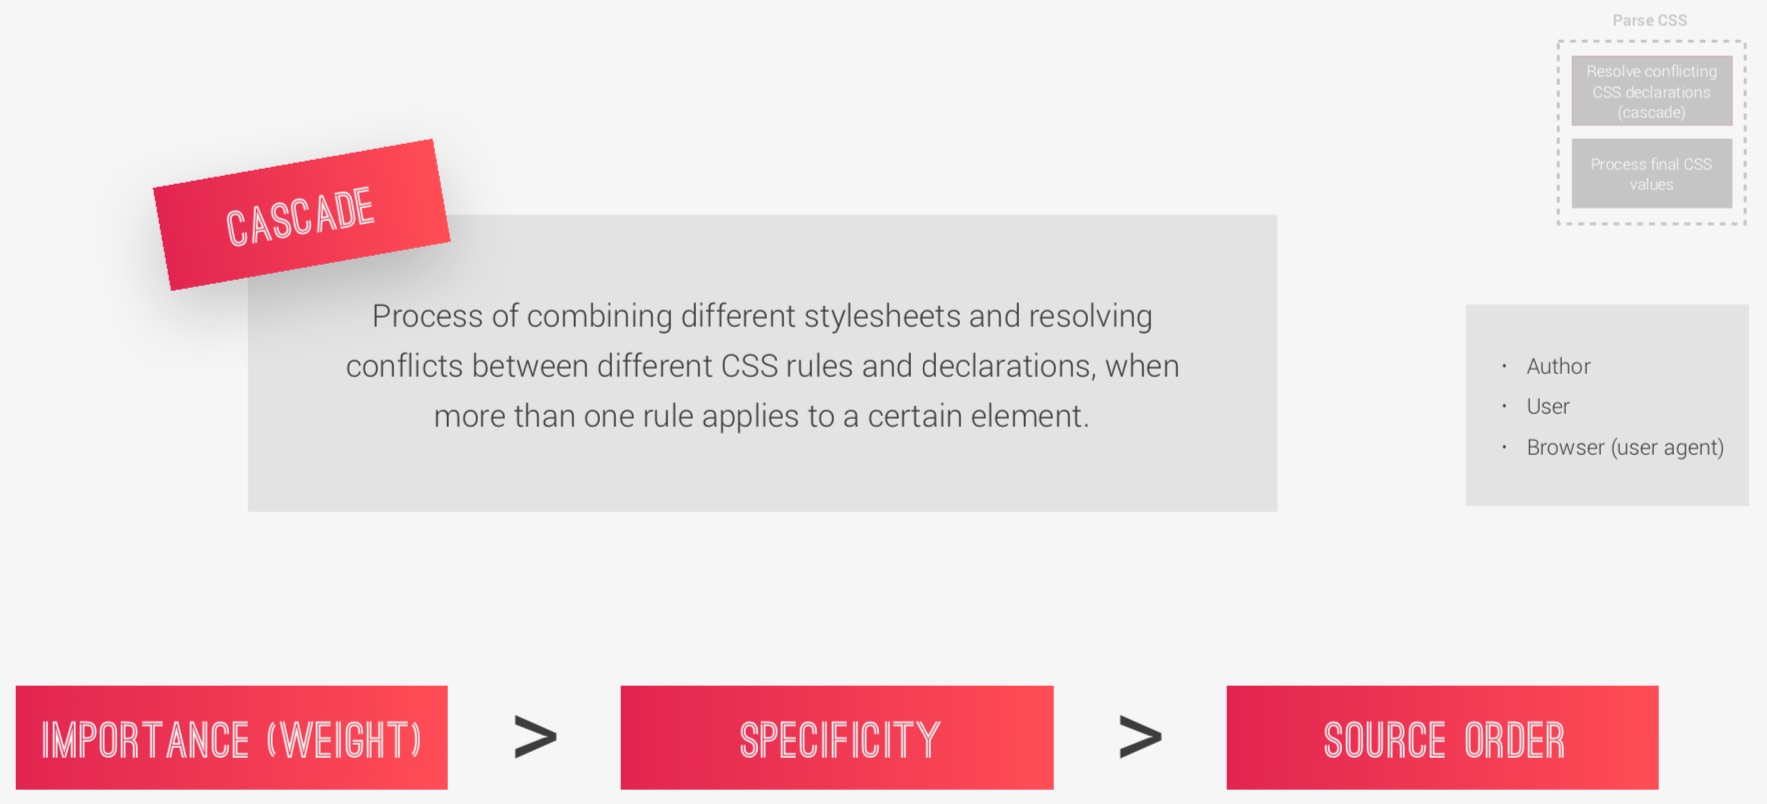 Parse CSS
Resolve conflicting
CSS declarations
(cascade)
Process final CSS
values
CASCADE
Process of combining different stylesheets and resolving
conflicts between different CSS rules and declarations, when
more than one rule applies to a certain element.
• Author
• User
• Browser (user agent)
IMPORTANCE (WEIGHT) > SPECIFICITY > SOURCE ORDER